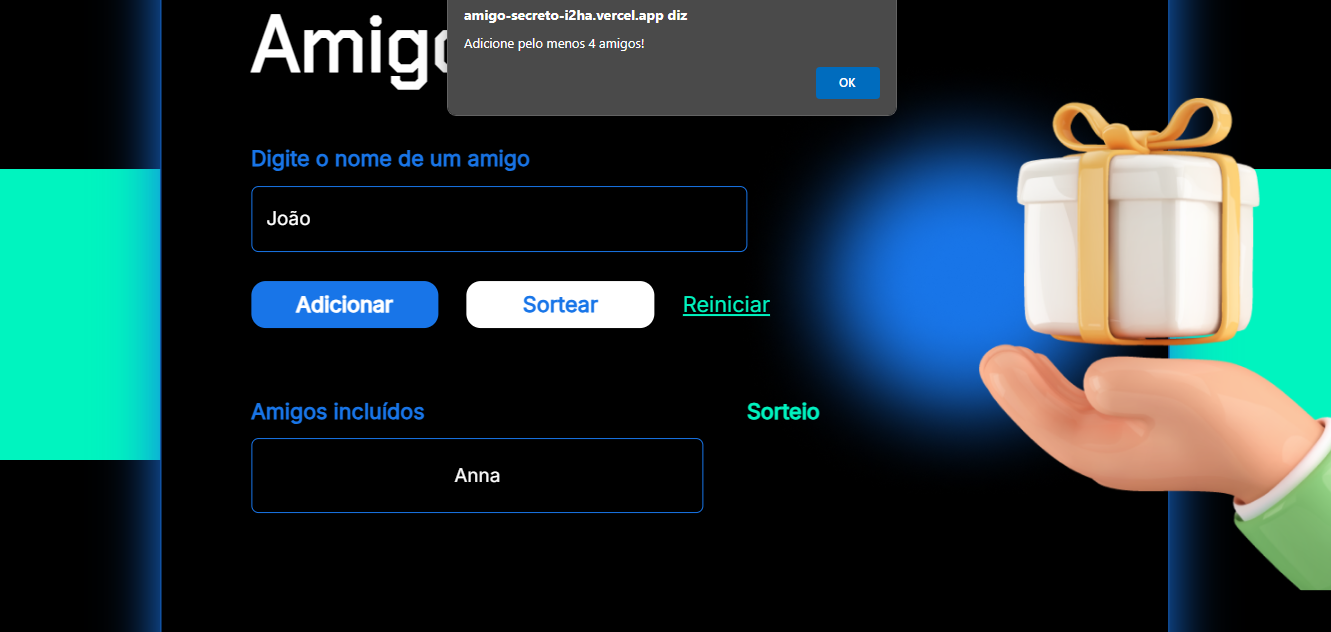 amigo-secreto-i2ha.vercel.app diz
Adicione pelo menos 4 amigos!
OK
Amigo
Digite o nome de um amigo
João
Adicionar
Sortear
Reiniciar
Amigos incluídos
Sorteio
Anna